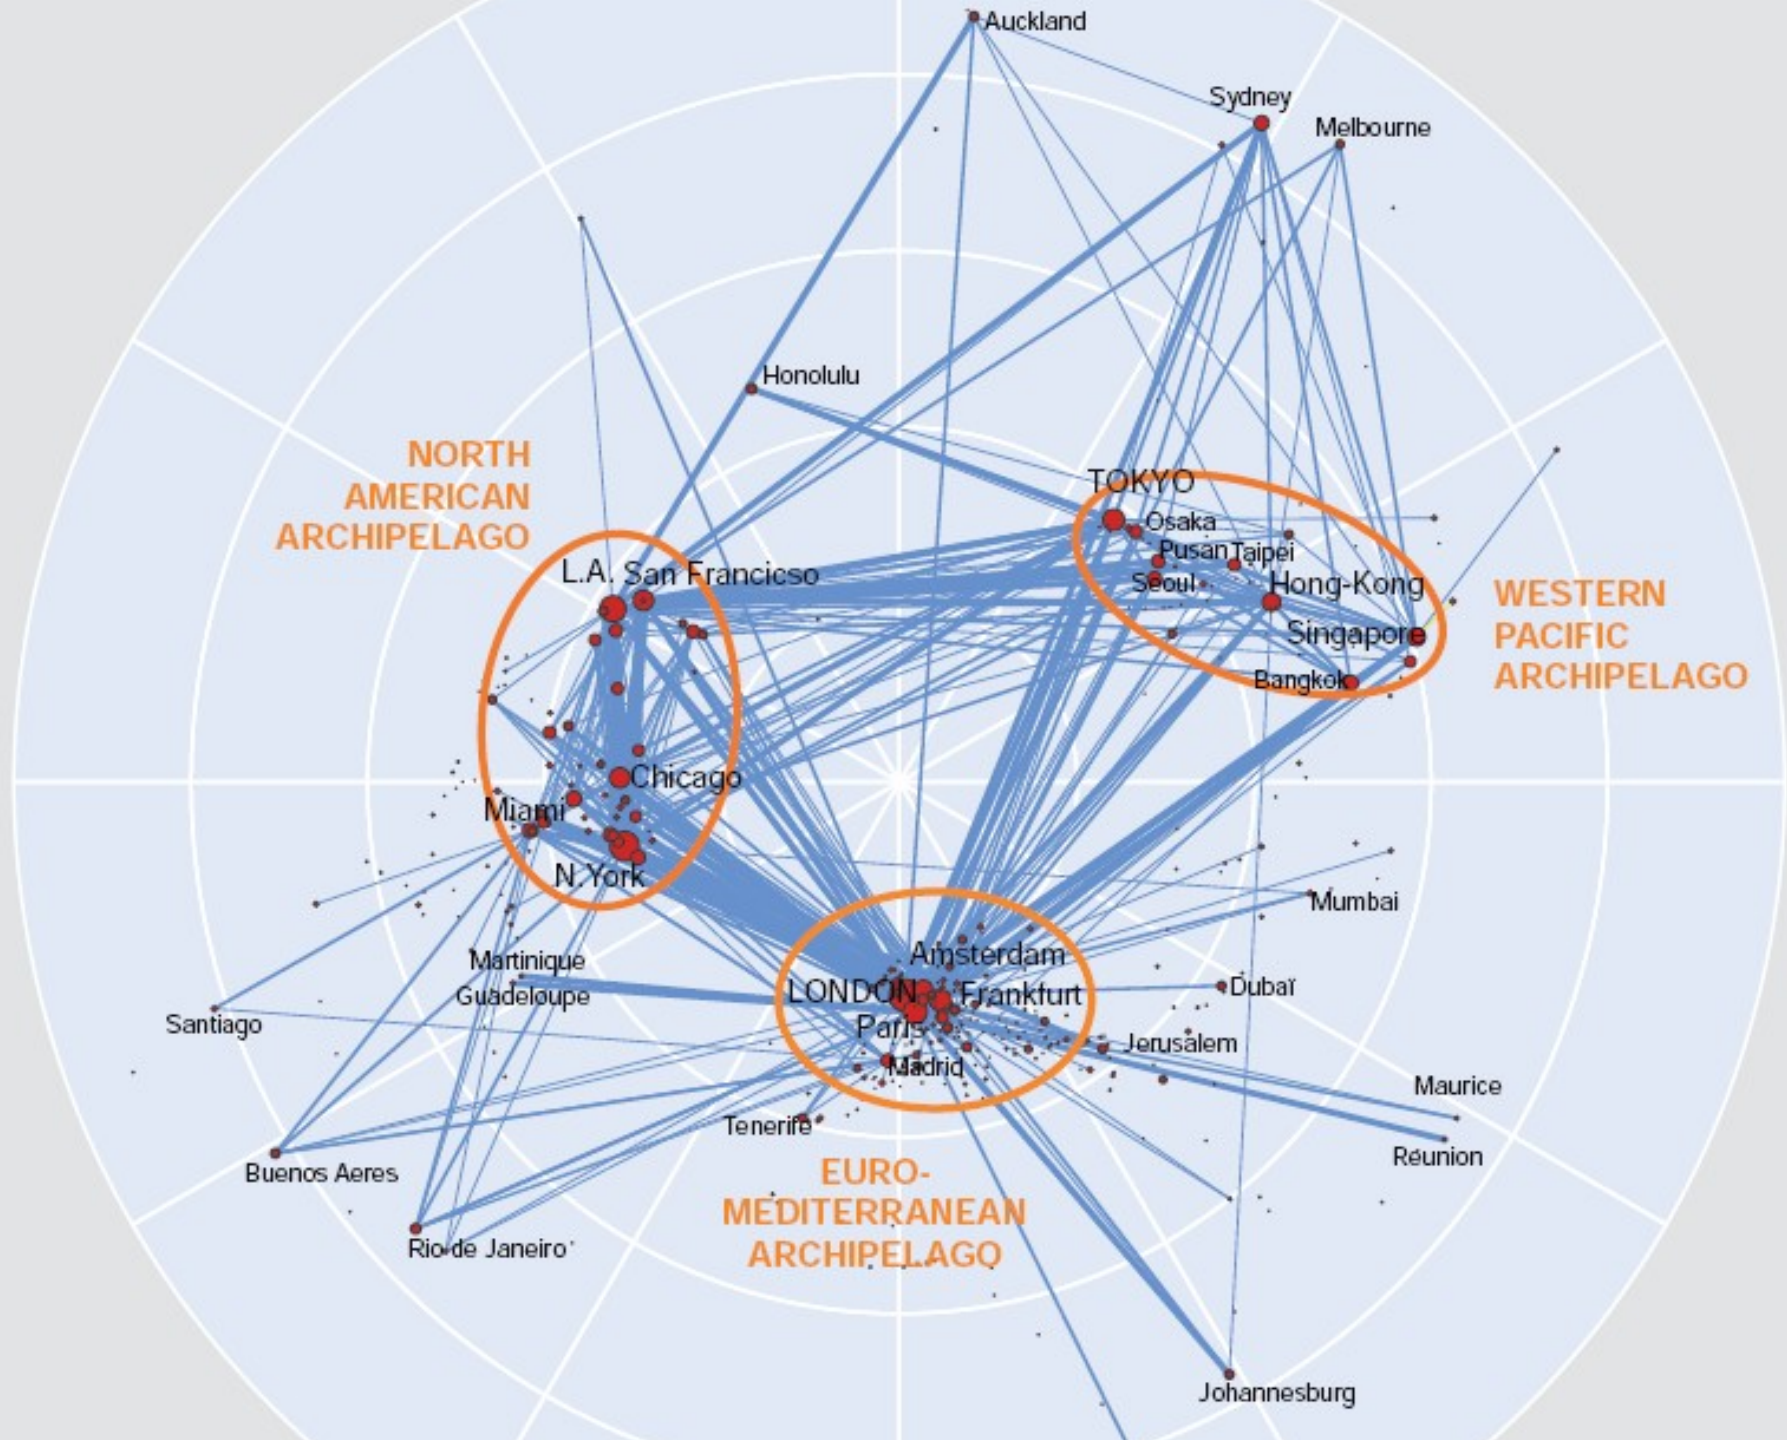 Auckland
Sydney
Melbourne
Honolulu
NORTH
AMERICAN
ARCHIPELAGO
TOKYO
Osaka
Pusan Taipei
Seoul
Hong-Kong
L.A. San Francicso
Singapore
Bangkok
WESTERN
PACIFIC
ARCHIPELAGO
Chicago
Miami
N.York
Mumbai
Martinique
Guadeloupe
Amsterdam
LONDON
Frankfurt
Paris
Madrid
Dubaï
Jerusalem
Santiago
Maurice
Réunion
Tenerife
Buenos Aeres
Rio de Janeiro
EURO-
MEDITERRANEAN
ARCHIPELAGO
Johannesburg